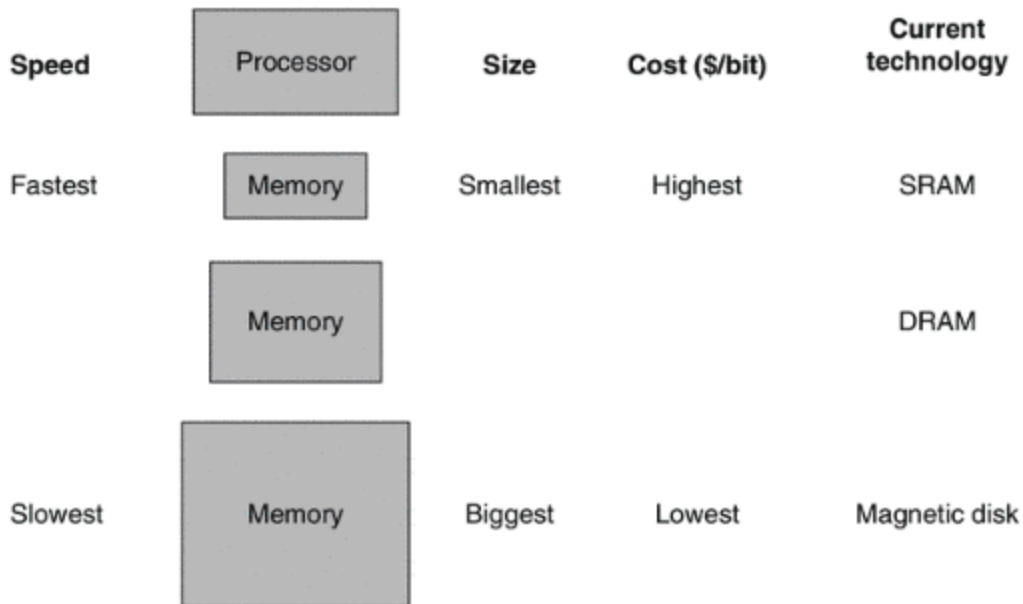 Speed Processor Size Cost ($/bit) Current technology
Fastest Memory Smallest Highest SRAM
Memory DRAM
Slowest Memory Biggest Lowest Magnetic disk